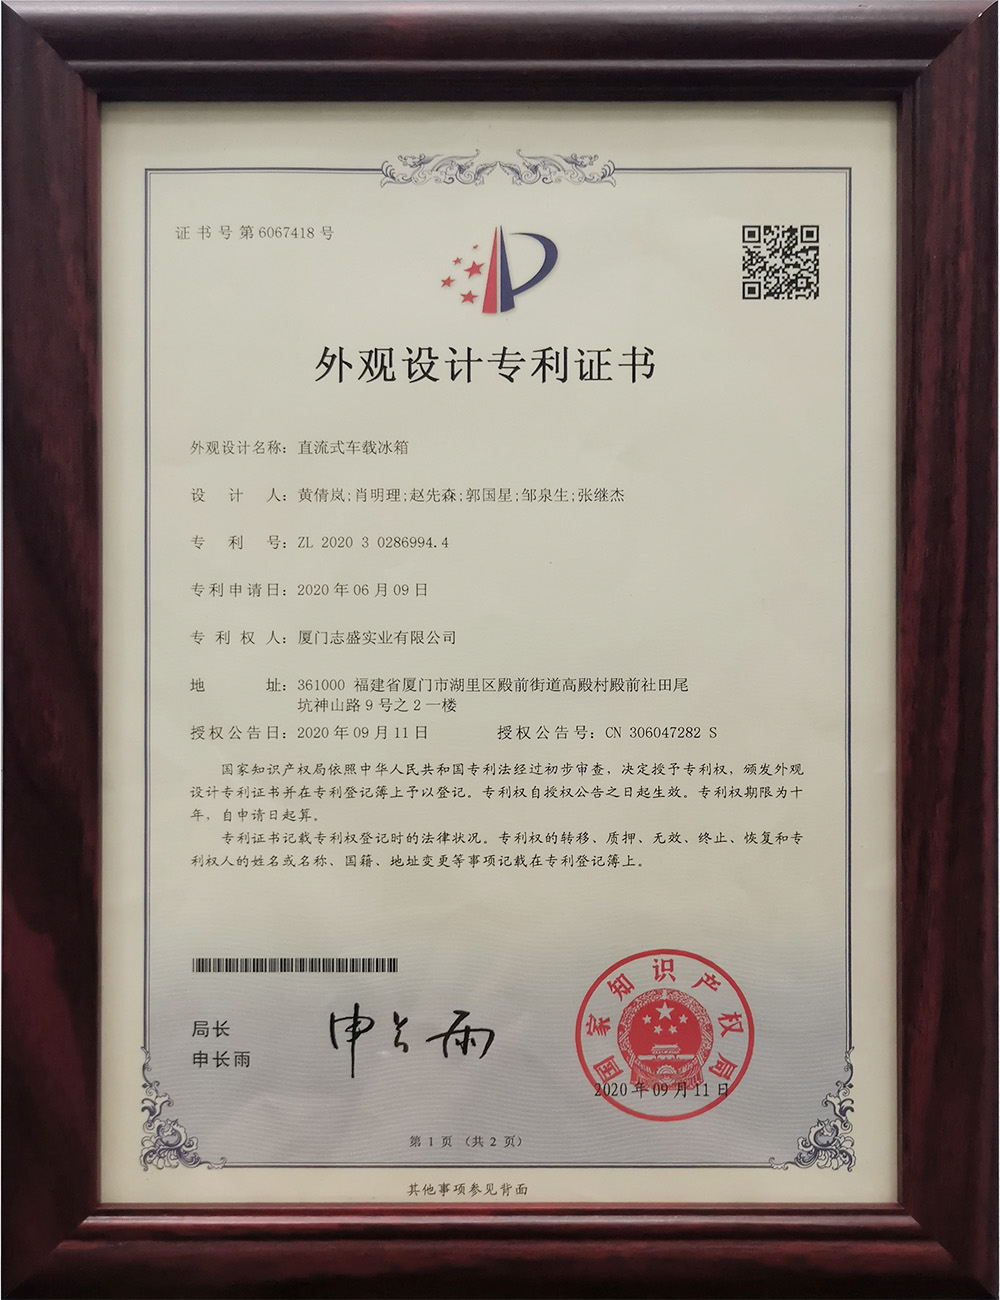 证书号第6067418号
外观设计专利证书
外观设计名称：直流式车载冰箱
设计人：黄倩岚;肖明理;赵先森;郭国星;邹泉生;张继杰
专利号：ZL 2020 3 0286994.4
专利申请日：2020年06月09日
专利权人：厦门志盛实业有限公司
地址：361000 福建省厦门市湖里区殿前街道高殿村殿前社田尾
坑神山路9号之2一楼
授权公告日：2020年09月11日 授权公告号：CN 306047282 S
国家知识产权局依照中华人民共和国专利法经过初步审查，决定授予专利权，颁发外观
设计专利证书并在专利登记簿上予以登记。专利权自授权公告之日起生效。专利权期限为十
年，自申请日起算。
专利证书记载专利权登记时的法律状况。专利权的转移、质押、无效、终止、恢复和专
利权人的姓名或名称、国籍、地址变更等事项记载在专利登记簿上。
局长
申长雨
申长雨
国家知识产权局
2020年09月11日
第1页（共2页）
其他事项参见背面